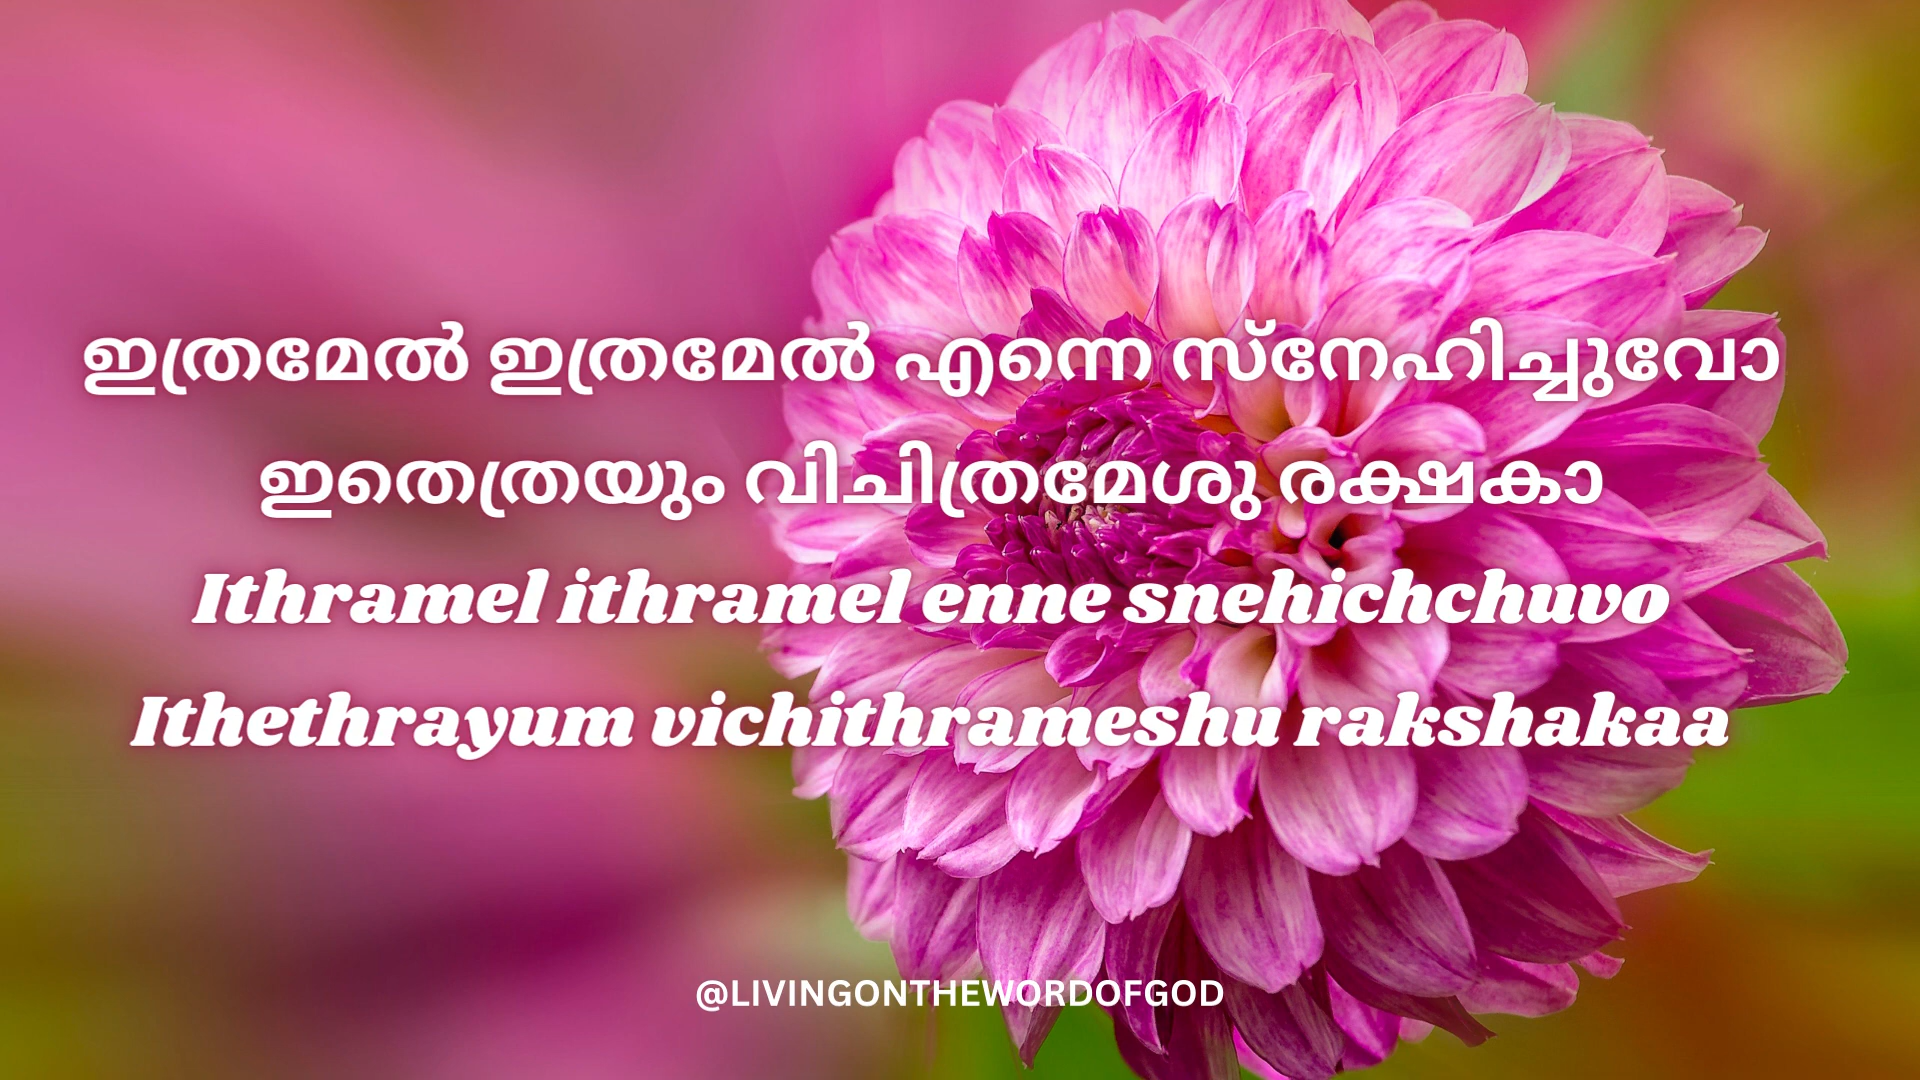 ഇത്രമേൽ ഇത്രമേൽ എന്നെ സ്നേഹിച്ചുവോ
ഇതെത്രയും വിചിത്രമേശു രക്ഷകാ
Ithramel ithramel enne snehichchuvo
Ithethrayum vichithrameshu rakshakaa
@LIVINGONTHEWORDOFGOD